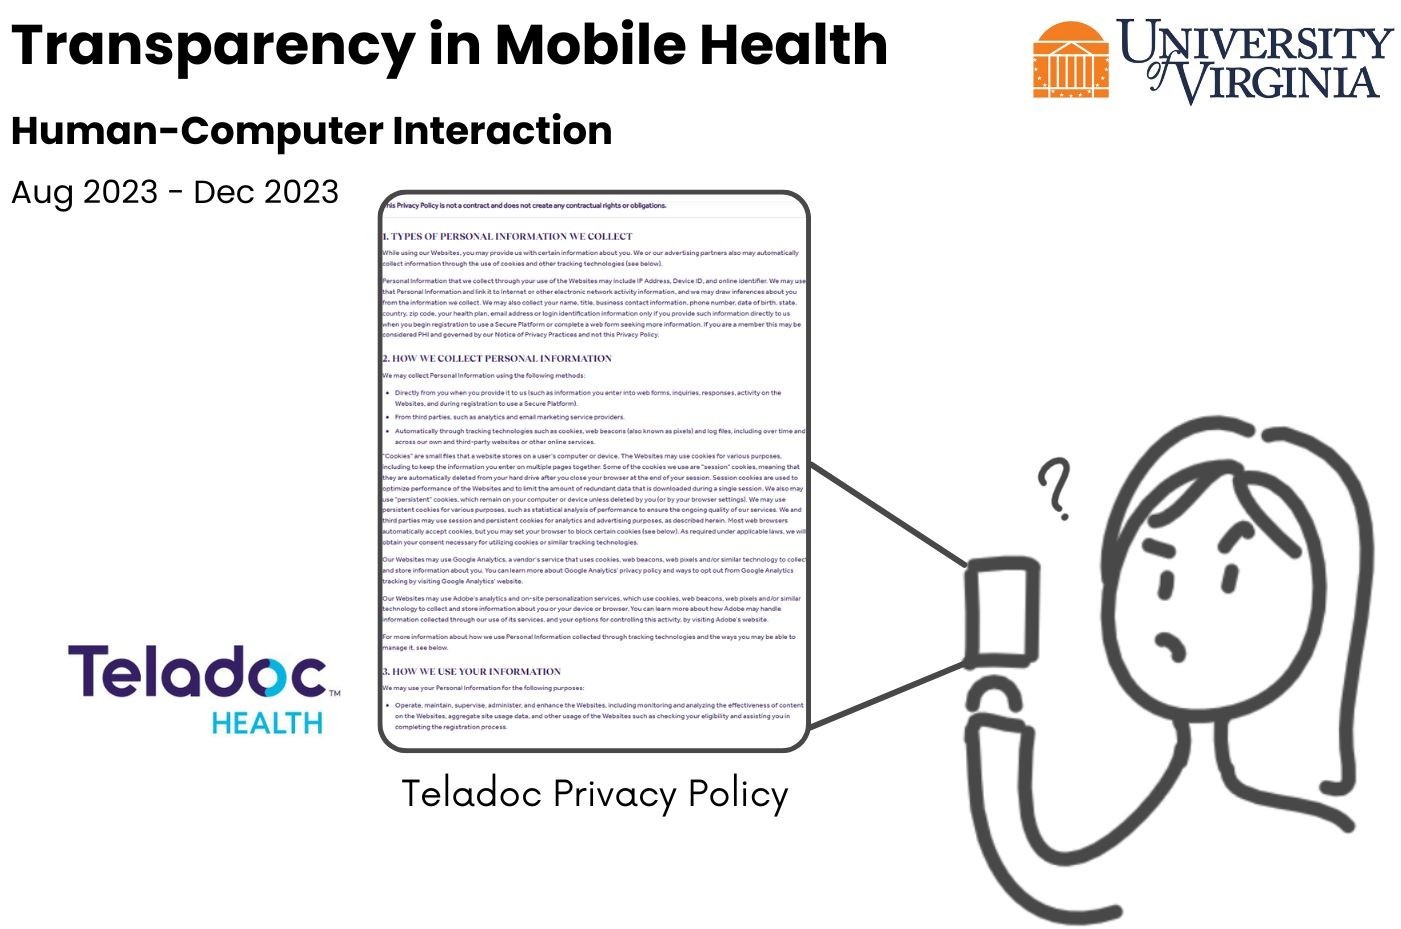 Transparency in Mobile Health
UNIVERSITY
of VIRGINIA
Human-Computer Interaction
Aug 2023 - Dec 2023
his Privacy Policy is not a contract and does not create any contractual rights or obligations.
1. TYPES OF PERSONAL INFORMATION WE COLLECT
While using our Websites, you may provide us with certain information about you. We or our advertising partners also may automatically
collect information through the use of cookies and other tracking technologies (see below).
Personal Information that we collect through your use of the Websites may include IP Address, Device ID, and online identifier. We may use
that Personal Information and link it to Internet or other electronic network activity information, and we may draw inferences about you
from the information we collect. We may also collect your name, title, business contact information, phone number, date of birth, state,
country, zip code, your health plan, email address or login identification information only if you provide such information directly to us
when you begin registration to use a Secure Platform or complete a web form seeking more information. If you are a member this may be
considered PHI and governed by our Notice of Privacy Practices and not this Privacy Policy.
2. HOW WE COLLECT PERSONAL INFORMATION
We may collect Personal Information using the following methods:
• Directly from you when you provide it to us (such as information you enter into web forms, inquiries, responses, activity on the
Websites, and during registration to use a Secure Platform).
• From third parties, such as analytics and email marketing service providers.
• Automatically through tracking technologies such as cookies, web beacons (also known as pixels) and log files, including over time and
across our own and third-party websites or other online services.
"Cookies" are small files that a website stores on a user's computer or device. The Websites may use cookies for various purposes,
including to keep the information you enter on multiple pages together. Some of the cookies we use are "session" cookies, meaning that
they are automatically deleted from your hard drive after you close your browser at the end of your session. Session cookies are used to
optimize performance of the Websites and to limit the amount of redundant data that is downloaded during a single session. We also may
use "persistent" cookies, which remain on your computer or device unless deleted by you (or by your browser settings). We may use
persistent cookies for various purposes, such as statistical analysis of performance to ensure the ongoing quality of our services. We and
third parties may use session and persistent cookies for analytics and advertising purposes, as described herein. Most web browsers
automatically accept cookies, but you may set your browser to block certain cookies (see below). As required under applicable laws, we will
obtain your consent necessary for utilizing cookies or similar tracking technologies.
Our Websites may use Google Analytics, a vendor's service that uses cookies, web beacons, web pixels and/or similar technology to collect
and store information about you. You can learn more about Google Analytics' privacy policy and ways to opt out from Google Analytics
tracking by visiting Google Analytics' website.
Our Websites may use Adobe's analytics and on-site personalization services, which use cookies, web beacons, web pixels and/or similar
technology to collect and store information about you or your device or browser. You can learn more about how Adobe may handle
information collected through our use of its services, and your options for controlling this activity, by visiting Adobe's website.
For more information about how we use Personal Information collected through tracking technologies and the ways you may be able to
manage it, see below.
3. HOW WE USE YOUR INFORMATION
We may use your Personal Information for the following purposes:
• Operate, maintain, supervise, administer, and enhance the Websites, including monitoring and analyzing the effectiveness of content
on the Websites, aggregate site usage data, and other usage of the Websites such as checking your eligibility and assisting you in
completing the registration process.
?
Teladoc™
HEALTH
Teladoc Privacy Policy